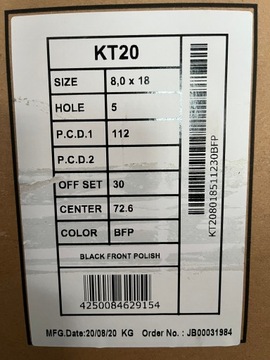 KT20
SIZE 8,0 x 18
HOLE 5
P.C.D.1 112
P.C.D.2
OFF SET 30
CENTER 72.6
COLOR BFP
BLACK FRONT POLISH
4250084629154
MFG.Date:20/08/20 KG Order No. : JB00031984
KT208018511230BFP